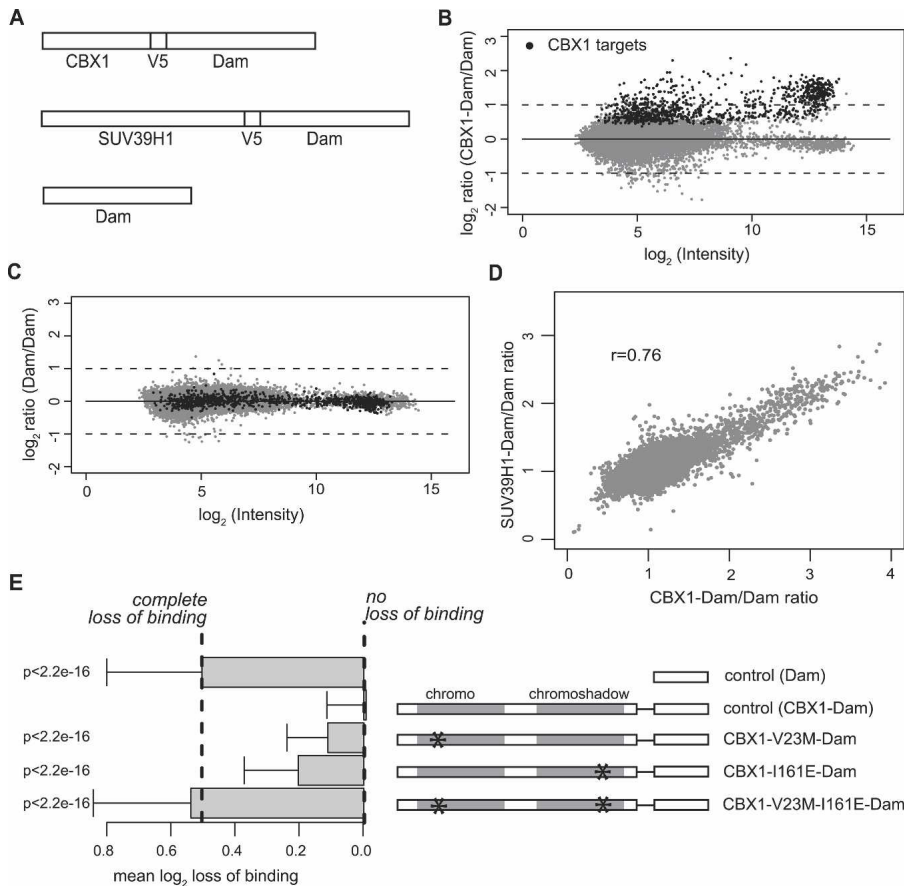 A
CBX1 V5 Dam
SUV39H1 V5 Dam
Dam
B
CBX1 targets
log2 ratio (CBX1-Dam/Dam)
3
2
1
0
-1
-2
0 5 10 15
log2 (Intensity)
C
log2 ratio (Dam/Dam)
3
2
1
0
-1
-2
0 5 10 15
log2 (Intensity)
D
r=0.76
SUV39H1-Dam/Dam ratio
3
2
1
0
0 1 2 3 4
CBX1-Dam/Dam ratio
E
complete
loss of binding
no
loss of binding
p<2.2e-16
p<2.2e-16
p<2.2e-16
p<2.2e-16
0.8 0.6 0.4 0.2 0.0
mean log2 loss of binding
chromo chromoshadow
control (Dam)
control (CBX1-Dam)
CBX1-V23M-Dam
CBX1-I161E-Dam
CBX1-V23M-I161E-Dam